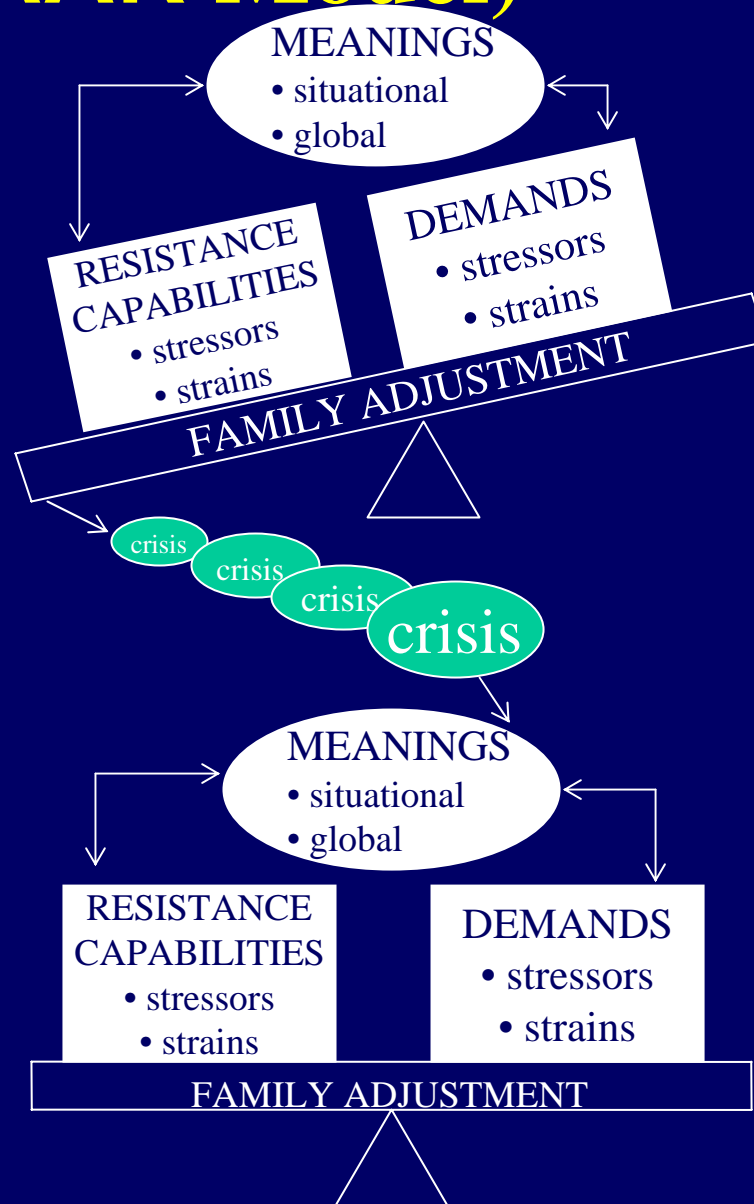 Model,
MEANINGS
• situational
• global
RESISTANCE
CAPABILITIES
• stressors
• strains
DEMANDS
• stressors
• strains
FAMILY ADJUSTMENT
crisis
crisis
crisis
crisis
MEANINGS
• situational
• global
RESISTANCE
CAPABILITIES
• stressors
• strains
DEMANDS
• stressors
• strains
FAMILY ADJUSTMENT